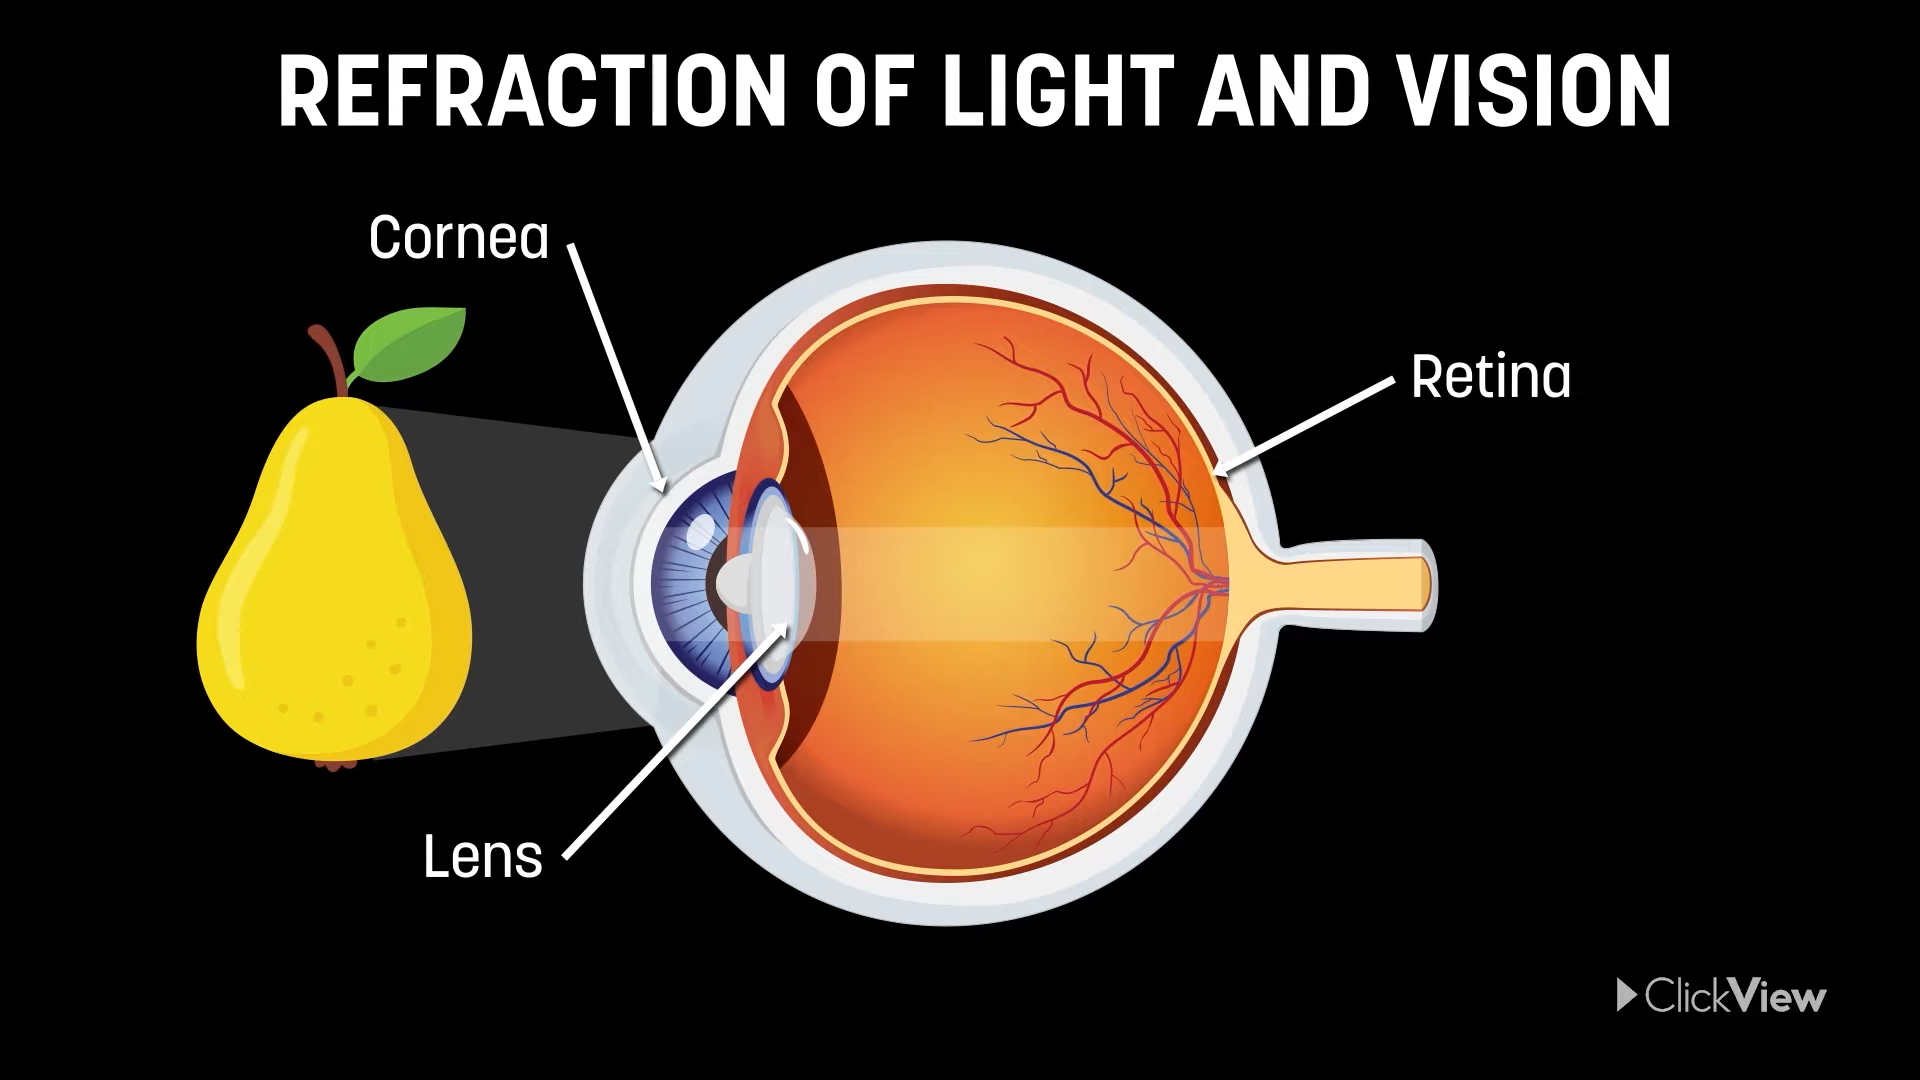 REFRACTION OF LIGHT AND VISION
Cornea
Retina
Lens
ClickView